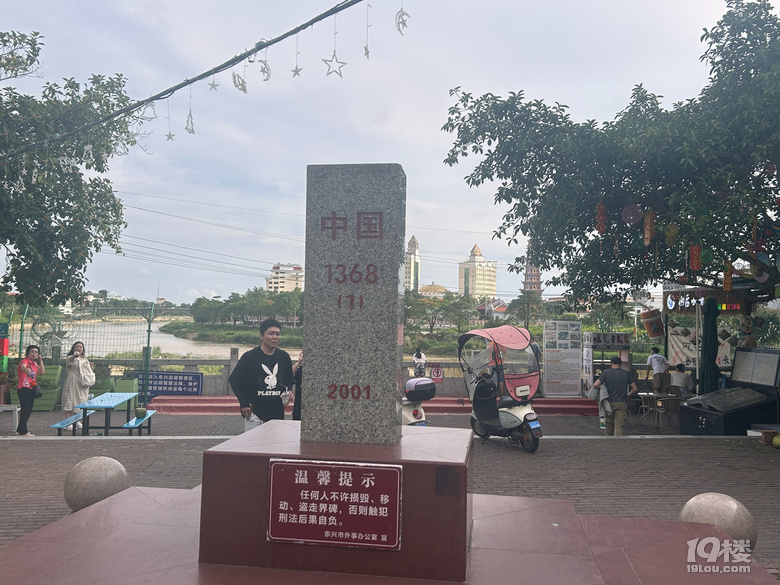 中国
1368
(1)
2001
PLAYBOY
温馨提示
任何人不许损毁、移
动、盗走界碑，否则触犯
刑法后果自负。
东兴市外事办公室 宣
19楼
19lou.com